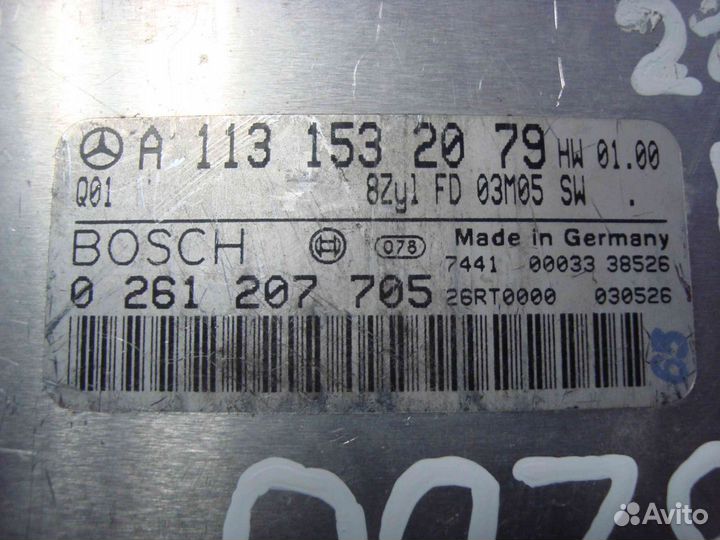 A 113 153 20 79 HW 01.00
Q01 8Zyl FD 03M05 SW .
BOSCH 078 Made in Germany
7441 00033 38526
0 261 207 705 26RT0000 030526
68
Avito